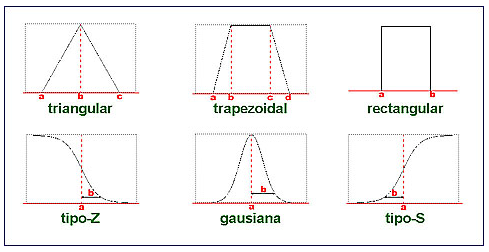 a b c
triangular
a b c d
trapezoidal
a b
rectangular
b
a
tipo-Z
b
a
gausiana
b
a
tipo-S